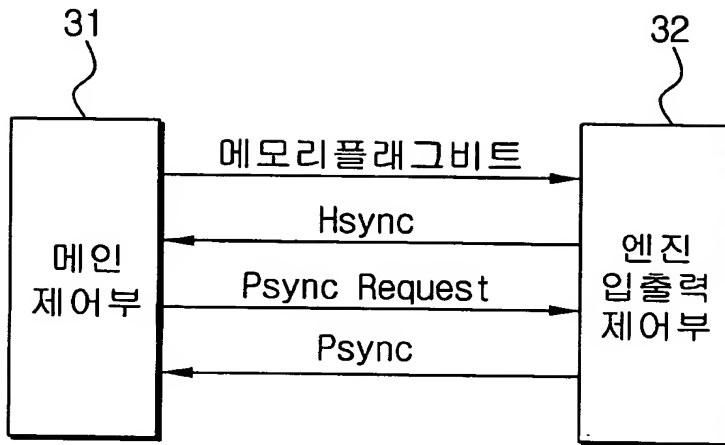 31
32
메모리플래그비트
Hsync
메인
제어부
Psync Request
Psync
엔진
입출력
제어부